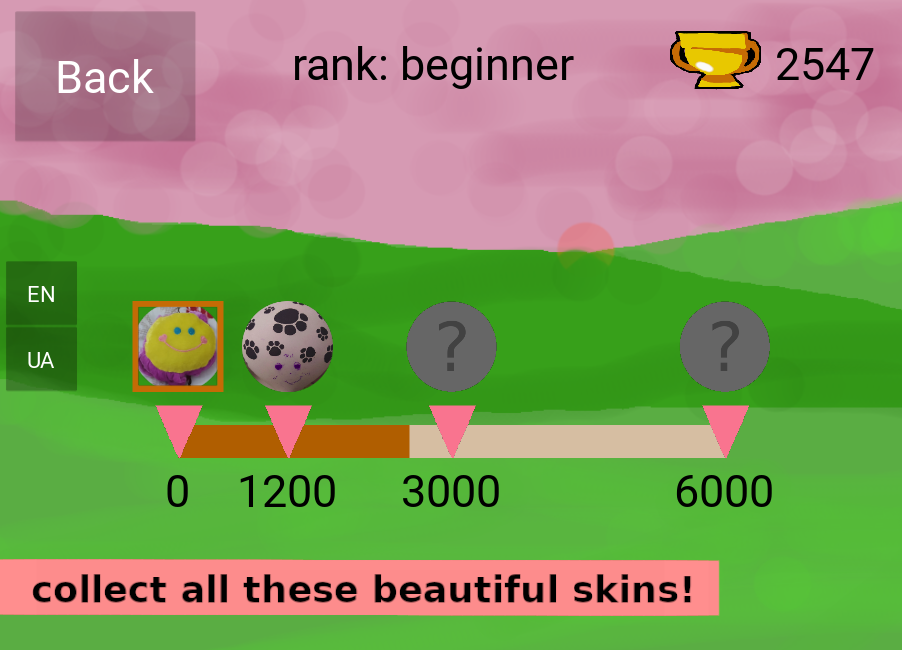 Back
rank: beginner
2547
EN
UA
?
?
0
1200
3000
6000
collect all these beautiful skins!